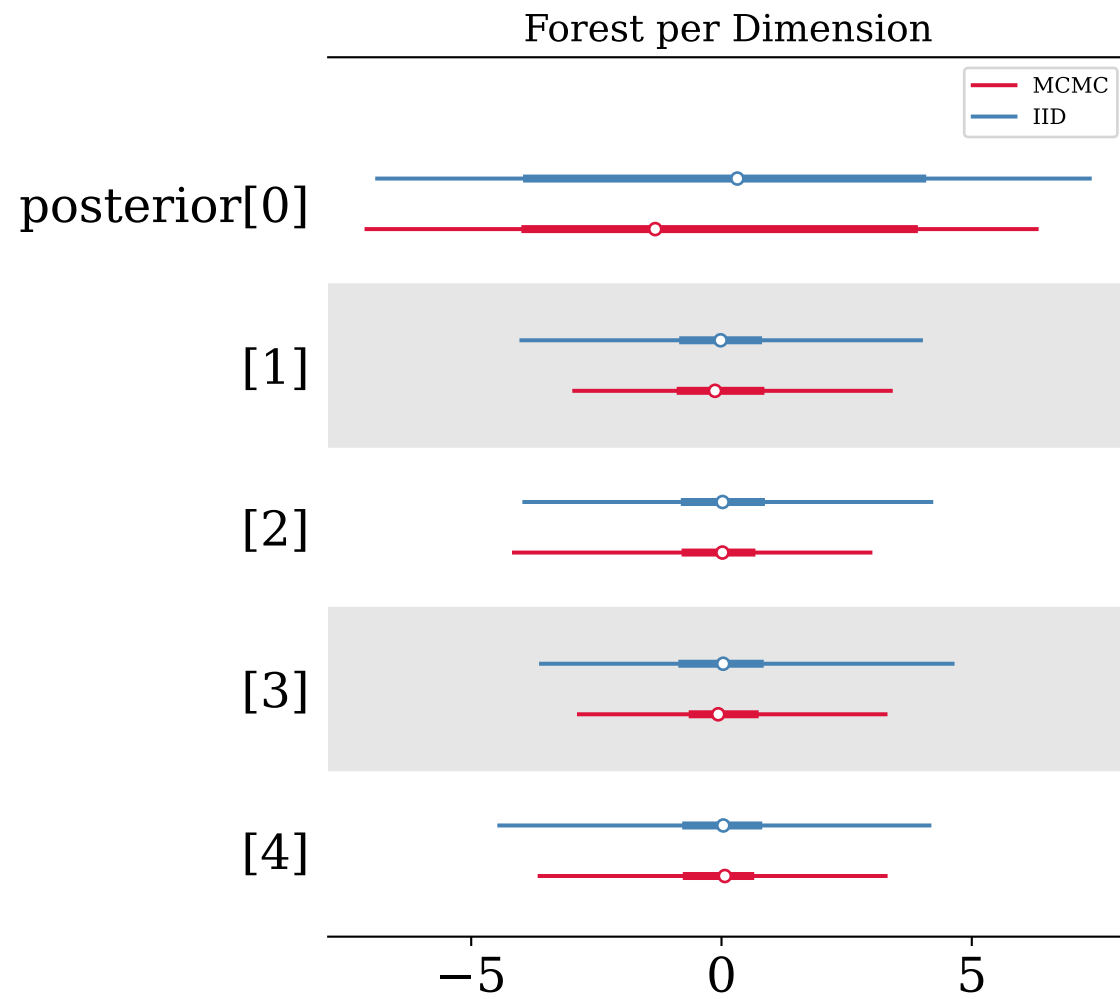 Forest per Dimension
MCMC
IID
posterior[0]
[1]
[2]
[3]
[4]
−5 0 5